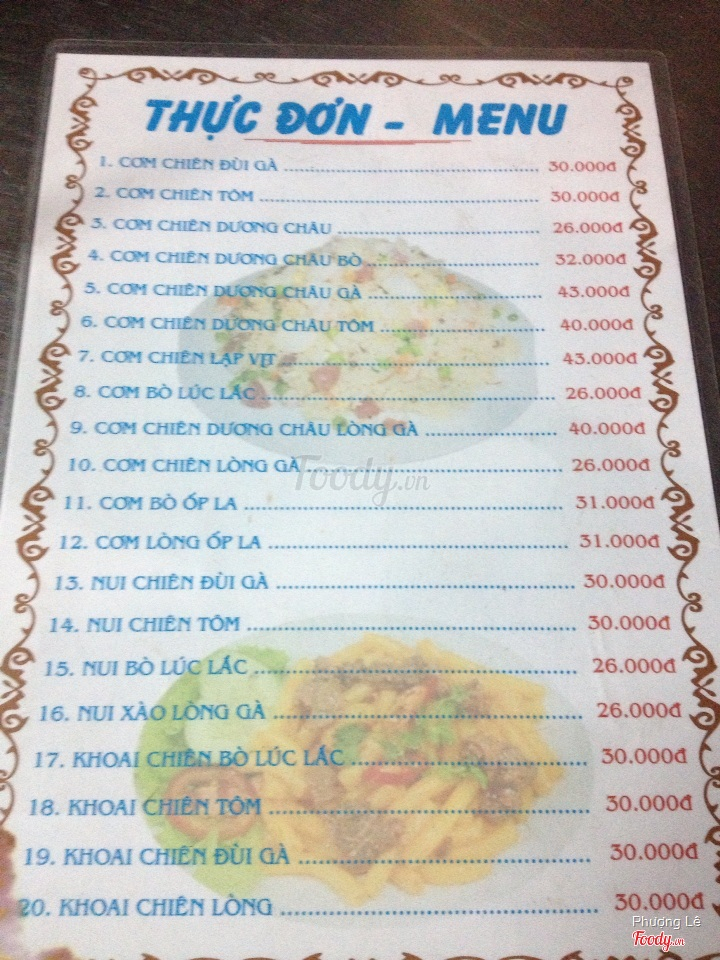 THỰC ĐƠN - MENU
1. CƠM CHIÊN ĐÙI GÀ ........ 30.000đ
2. CƠM CHIÊN TÔM ........ 30.000đ
3. CƠM CHIÊN DƯƠNG CHÂU ........ 26.000đ
4. CƠM CHIÊN DƯƠNG CHÂU BÒ ........ 32.000đ
5. CƠM CHIÊN DƯƠNG CHÂU GÀ ........ 43.000đ
6. CƠM CHIÊN DƯƠNG CHÂU TÔM ........ 40.000đ
7. CƠM CHIÊN LẠP VỊT ........ 43.000đ
8. CƠM BÒ LÚC LẮC ........ 26.000đ
9. CƠM CHIÊN DƯƠNG CHÂU LÒNG GÀ ........ 40.000đ
10. CƠM CHIÊN LÒNG GÀ ........ 26.000đ
Foody.vn
11. CƠM BÒ ỐP LA ........ 31.000đ
12. CƠM LÒNG ỐP LA ........ 31.000đ
13. NUI CHIÊN ĐÙI GÀ ........ 30.000đ
14. NUI CHIÊN TÔM ........ 30.000đ
15. NUI BÒ LÚC LẮC ........ 26.000đ
16. NUI XÀO LÒNG GÀ ........ 26.000đ
17. KHOAI CHIÊN BÒ LÚC LẮC ........ 30.000đ
18. KHOAI CHIÊN TÔM ........ 30.000đ
19. KHOAI CHIÊN ĐÙI GÀ ........ 30.000đ
20. KHOAI CHIÊN LÒNG ........ 30.000đ
Phượng Lê
Foody.vn